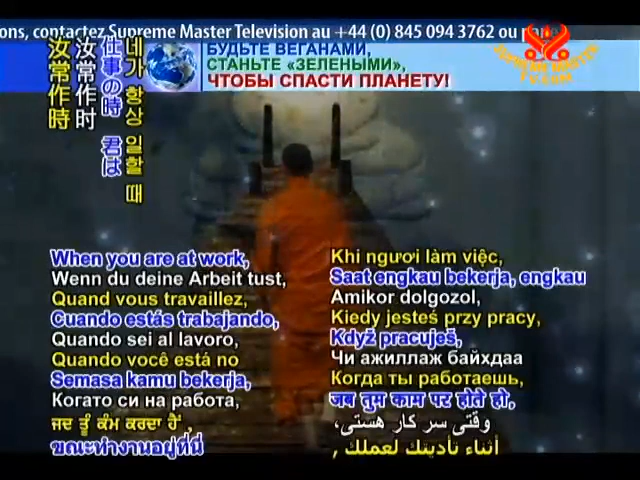 ons, contactez Supreme Master Television au +44 (0) 845 094 3762 ou
БУДЬТЕ ВЕГАНАМИ,
СТАНЬТЕ «ЗЕЛЕНЫМИ»,
ЧТОБЫ СПАСТИ ПЛАНЕТУ!
SUPREME MASTER
TV.COM
네가 항상 일할 때
仕事の時 君は
汝常作时
汝常作時
When you are at work,
Wenn du deine Arbeit tust,
Quand vous travaillez,
Cuando estás trabajando,
Quando sei al lavoro,
Quando você está no
Semasa kamu bekerja,
Когато си на работа,
ਜਦ ਤੂੰ ਕੰਮ ਕਰਦਾ ਹੈਂ ,
ขณะทำงานอยู่ที่นี่
Khi ngươi làm việc,
Saat engkau bekerja, engkau
Amikor dolgozol,
Kiedy jesteś przy pracy,
Když pracuješ,
Чи ажиллаж байхдаа
Когда ты работаешь,
जब तुम काम पर होते हो,
وقتی سر کار هستی،
أثناء تأديتك لعملك ,